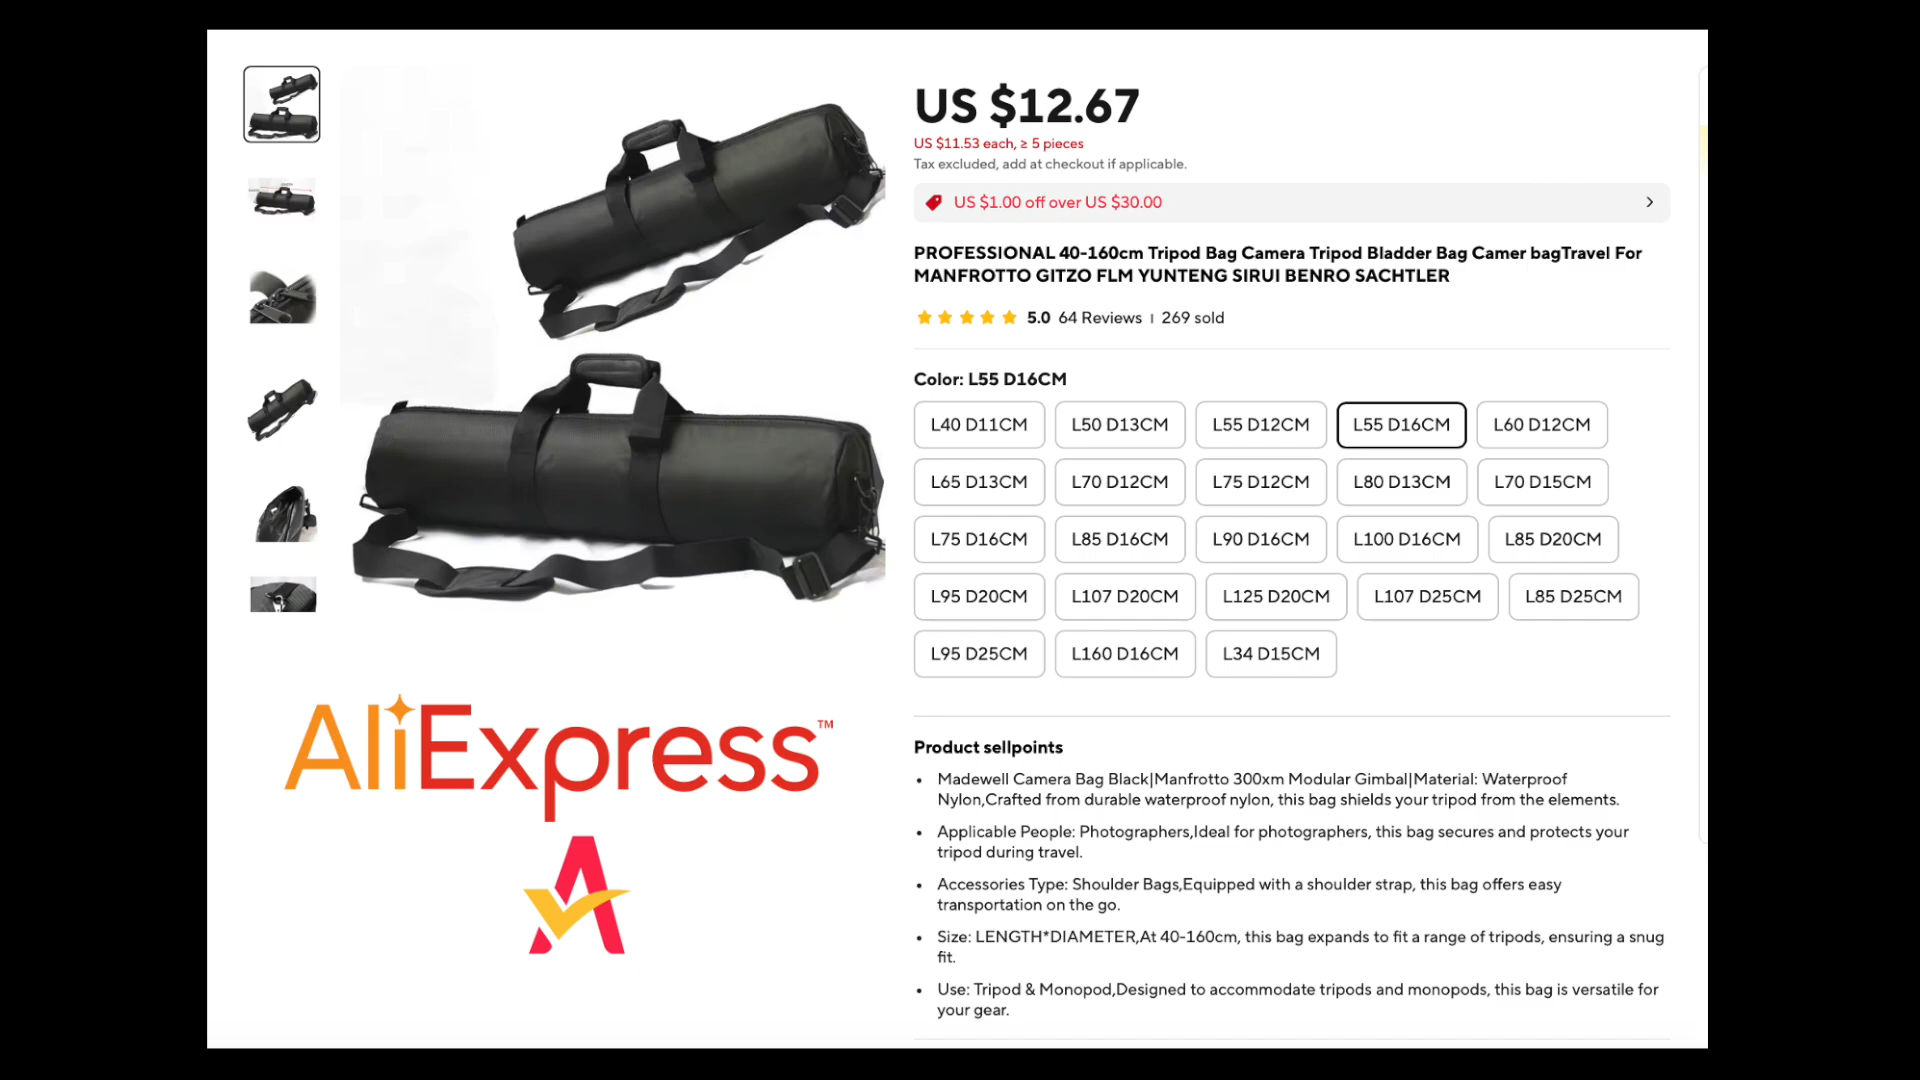 US $12.67
US $11.53 each, ≥ 5 pieces
Tax excluded, add at checkout if applicable.
US $1.00 off over US $30.00
PROFESSIONAL 40-160cm Tripod Bag Camera Tripod Bladder Bag Camer bagTravel For
MANFROTTO GITZO FLM YUNTENG SIRUI BENRO SACHTLER
5.0 64 Reviews | 269 sold
Color: L55 D16CM
L40 D11CM L50 D13CM L55 D12CM L55 D16CM L60 D12CM
L65 D13CM L70 D12CM L75 D12CM L80 D13CM L70 D15CM
L75 D16CM L85 D16CM L90 D16CM L100 D16CM L85 D20CM
L95 D20CM L107 D20CM L125 D20CM L107 D25CM L85 D25CM
L95 D25CM L160 D16CM L34 D15CM
AliExpress™
Product sellpoints
• Madewell Camera Bag Black|Manfrotto 300xm Modular Gimbal|Material: Waterproof
Nylon,Crafted from durable waterproof nylon, this bag shields your tripod from the elements.
• Applicable People: Photographers,Ideal for photographers, this bag secures and protects your
tripod during travel.
• Accessories Type: Shoulder Bags,Equipped with a shoulder strap, this bag offers easy
transportation on the go.
• Size: LENGTH*DIAMETER,At 40-160cm, this bag expands to fit a range of tripods, ensuring a snug
fit.
• Use: Tripod & Monopod,Designed to accommodate tripods and monopods, this bag is versatile for
your gear.